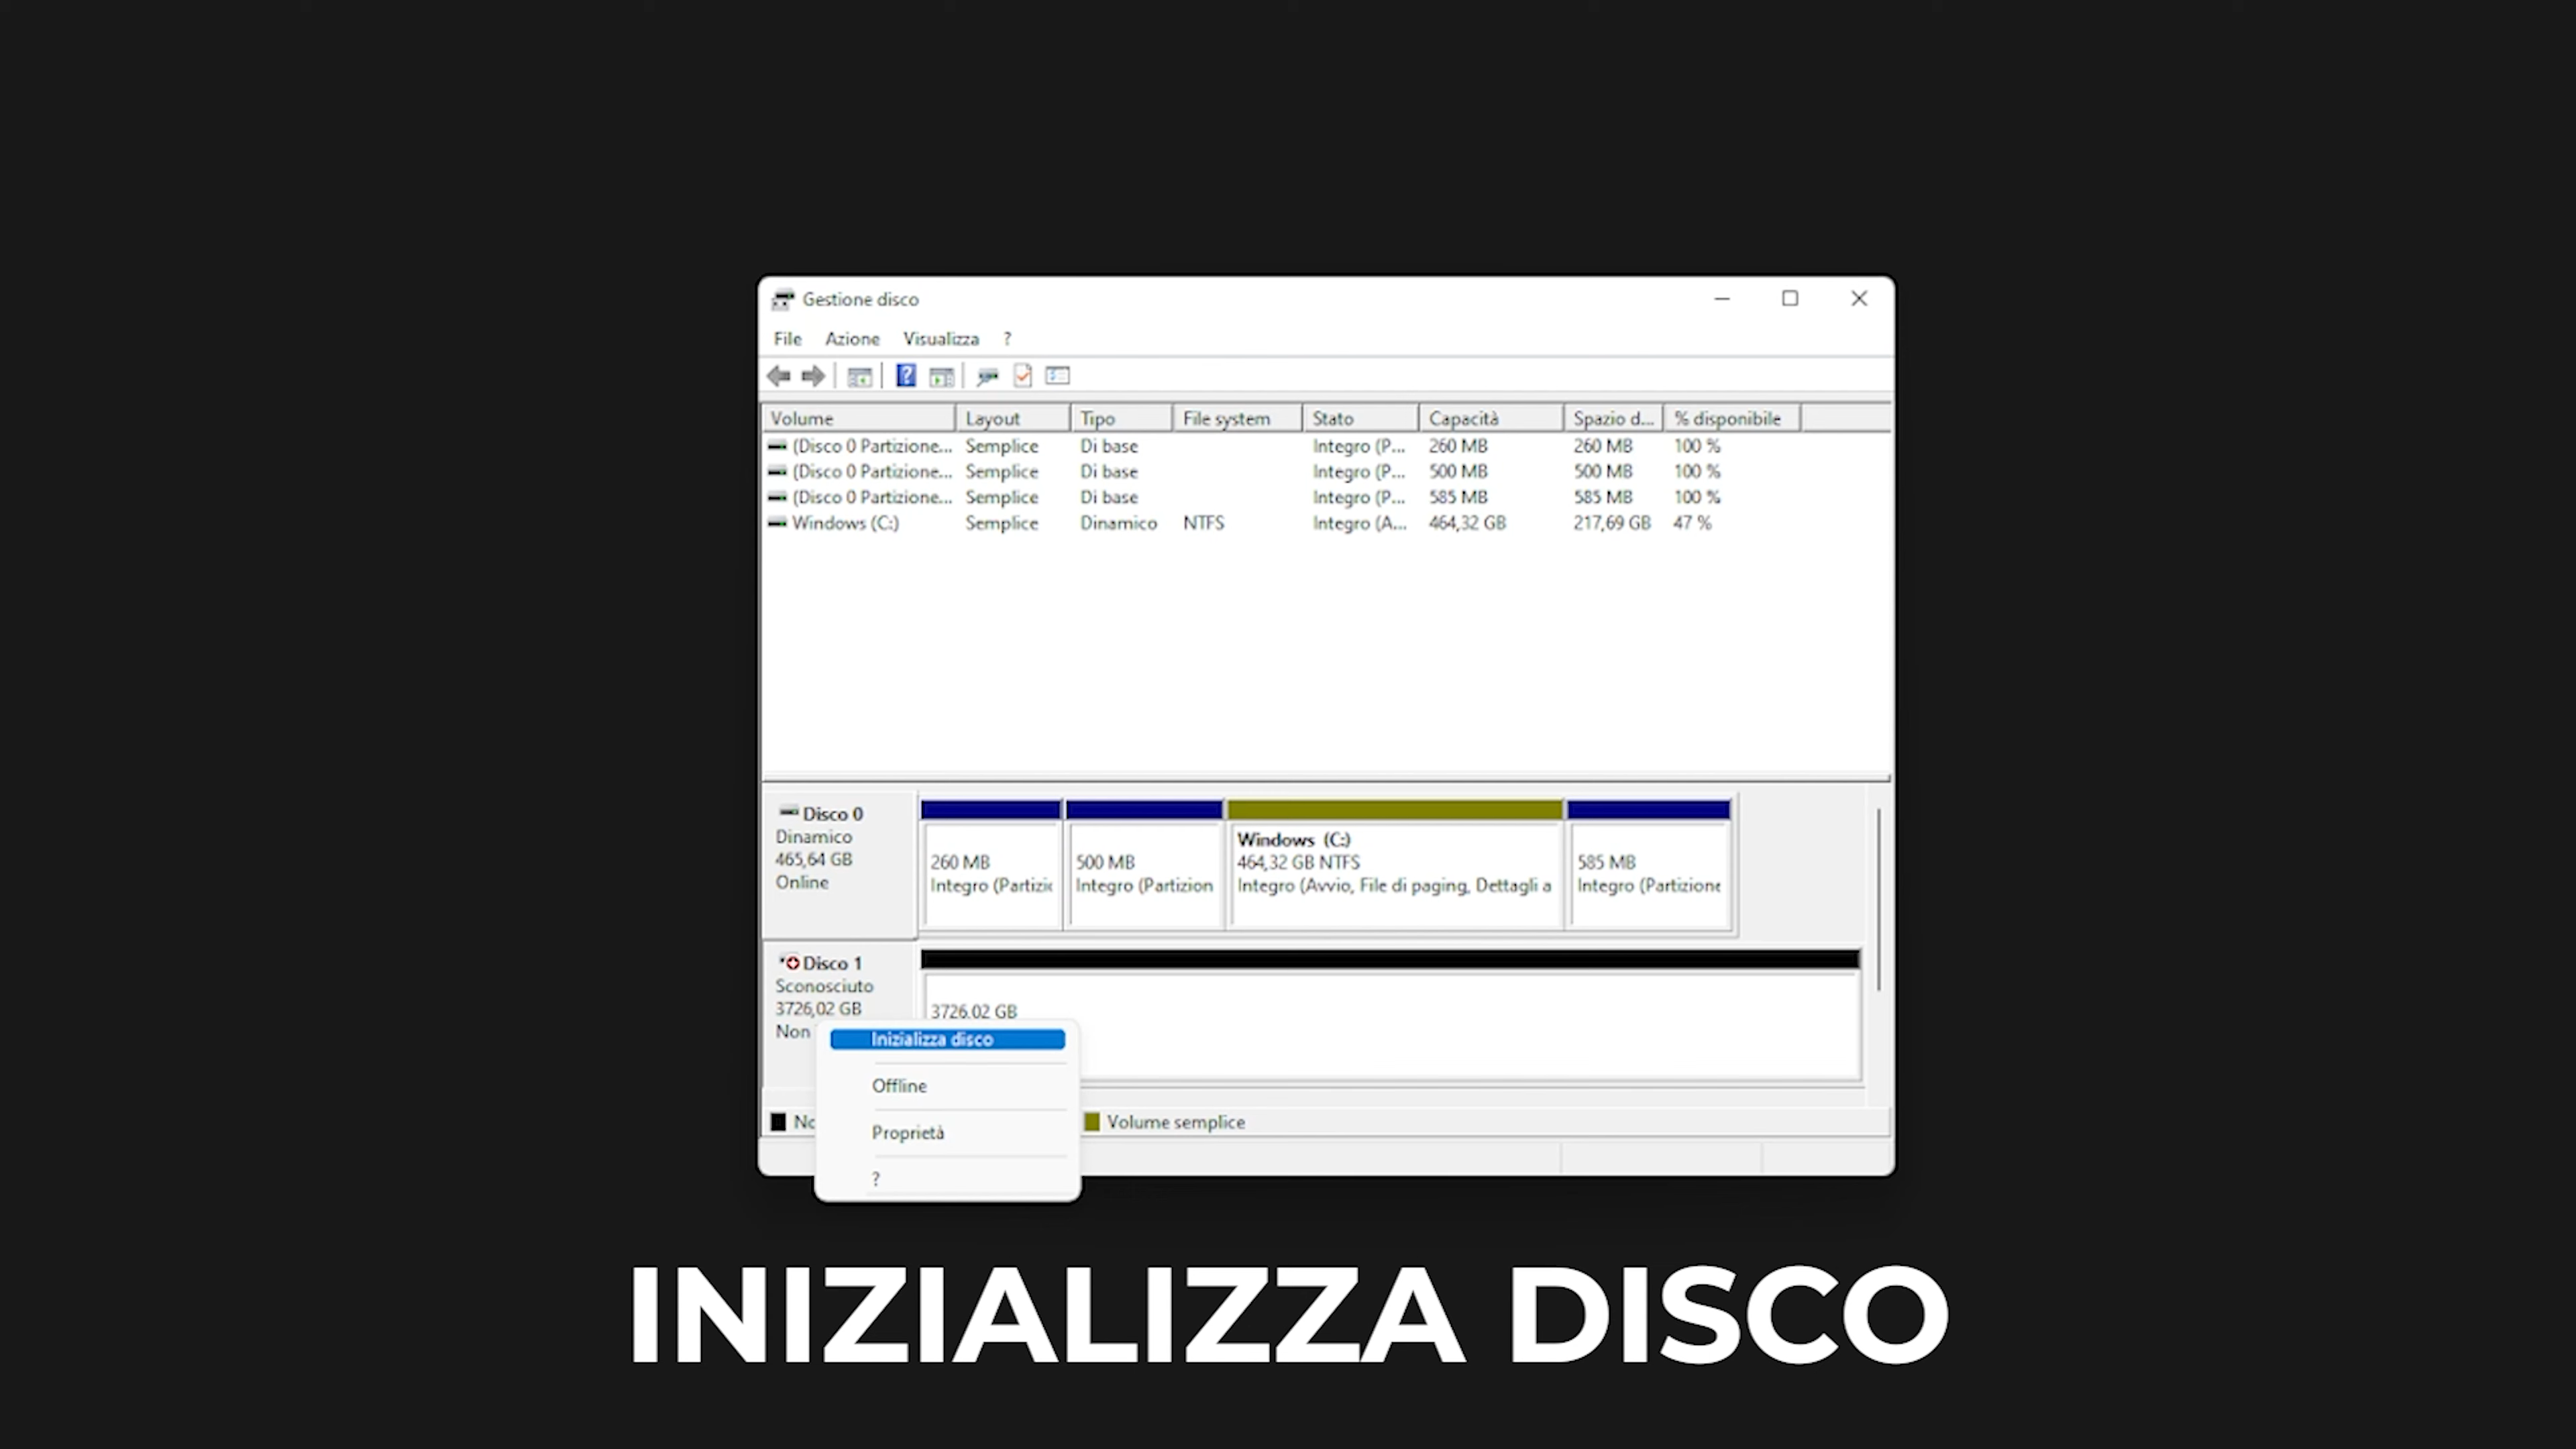 Gestione disco
File Azione Visualizza ?
Volume Layout Tipo File system Stato Capacità Spazio d... % disponibile
(Disco 0 Partizione... Semplice Di base Integro (P... 260 MB 260 MB 100 %
(Disco 0 Partizione... Semplice Di base Integro (P... 500 MB 500 MB 100 %
(Disco 0 Partizione... Semplice Di base Integro (P... 585 MB 585 MB 100 %
Windows (C:) Semplice Dinamico NTFS Integro (A... 464,32 GB 217,69 GB 47 %
Disco 0
Dinamico
465,64 GB
Online
260 MB
Integro (Partizi
500 MB
Integro (Partizion
Windows (C:)
464,32 GB NTFS
Integro (Avvio, File di paging, Dettagli a
585 MB
Integro (Partizione
Disco 1
Sconosciuto
3726,02 GB
Non
3726,02 GB
Inizializza disco
Offline
Proprietà
?
Volume semplice
INIZIALIZZA DISCO